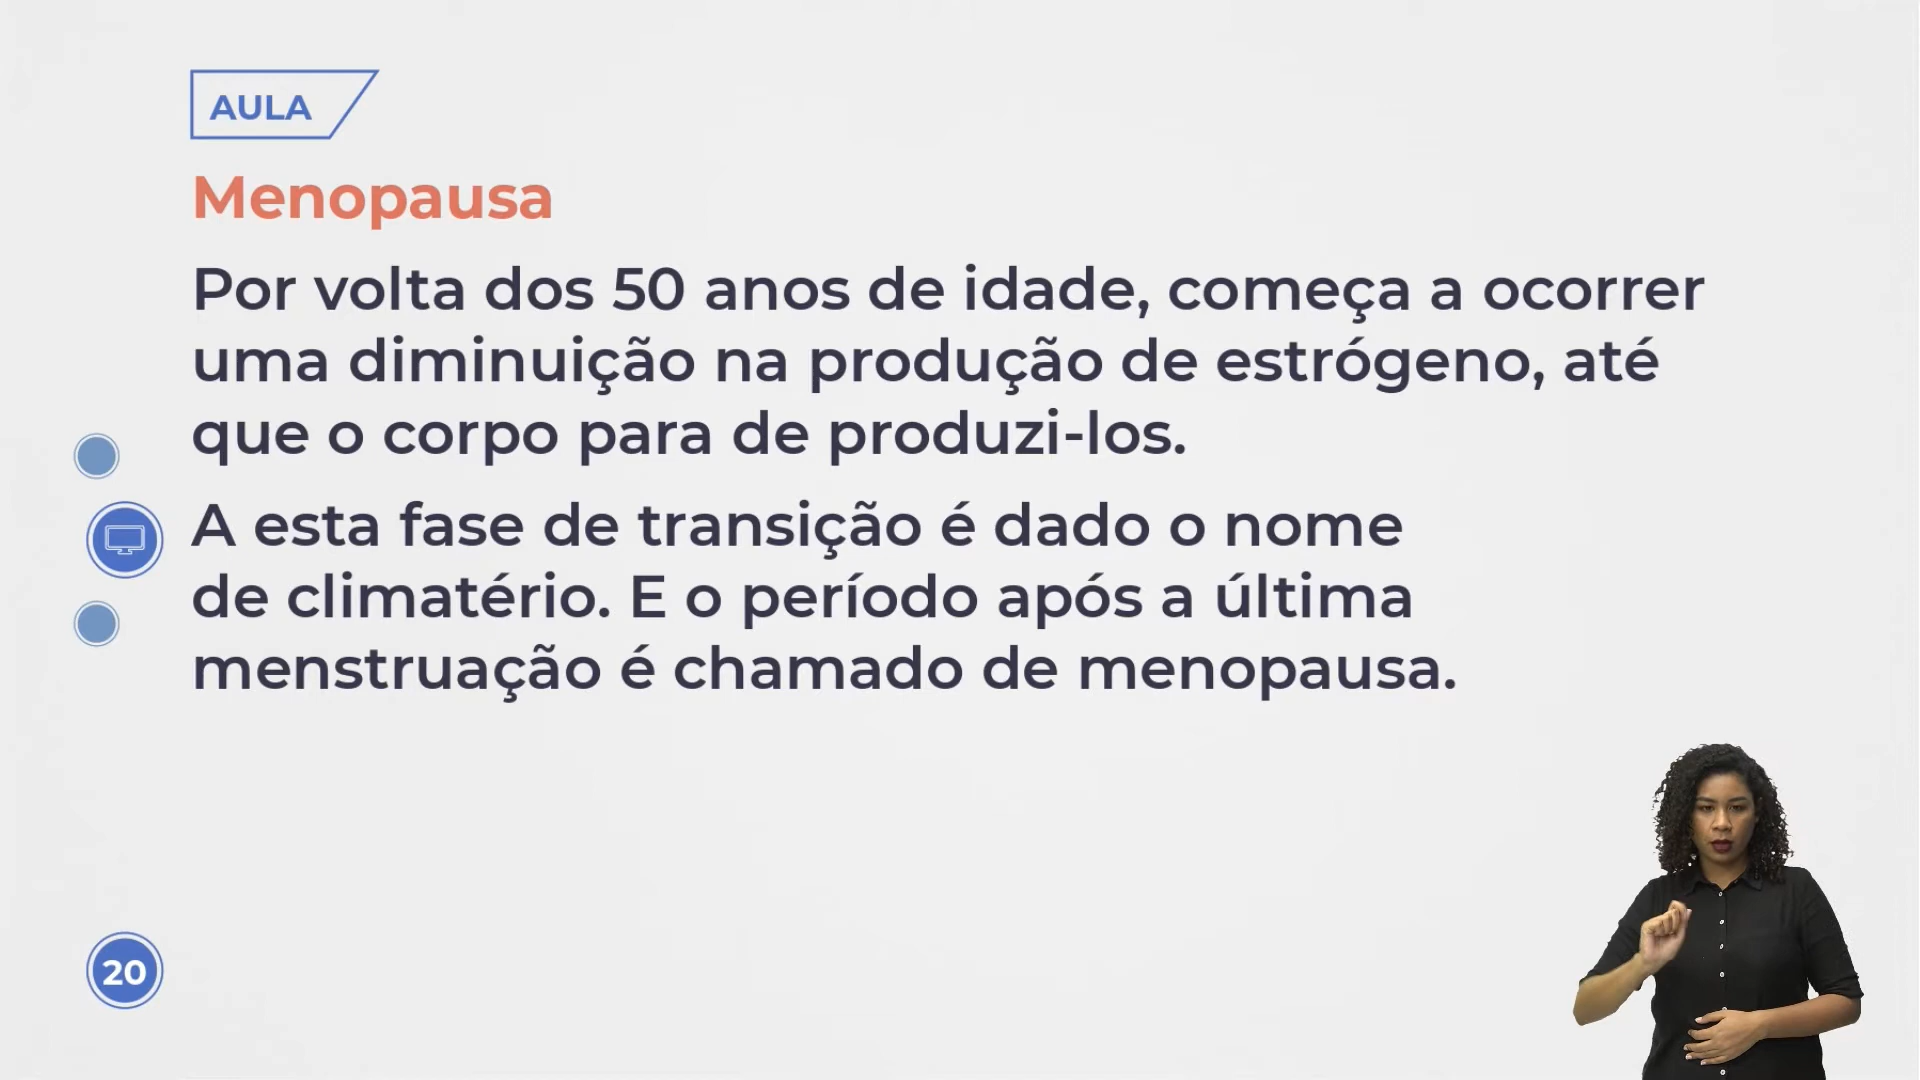 AULA
Menopausa
Por volta dos 50 anos de idade, começa a ocorrer
uma diminuição na produção de estrógeno, até
que o corpo para de produzi-los.
A esta fase de transição é dado o nome
de climatério. E o período após a última
menstruação é chamado de menopausa.
20